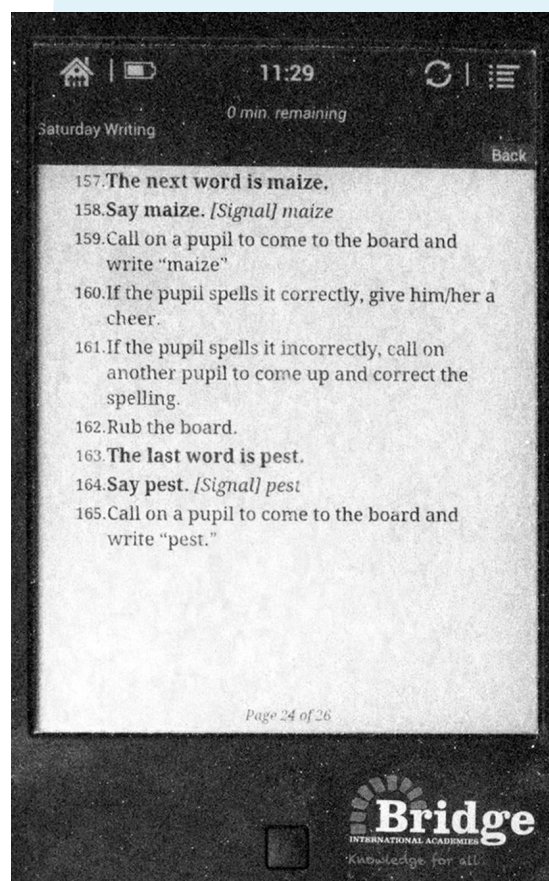 11:29
0 min. remaining
Saturday Writing
Back
157.The next word is maize.
158.Say maize. [Signal] maize
159.Call on a pupil to come to the board and
write “maize”
160.If the pupil spells it correctly, give him/her a
cheer.
161.If the pupil spells it incorrectly, call on
another pupil to come up and correct the
spelling.
162.Rub the board.
163.The last word is pest.
164.Say pest. [Signal] pest
165.Call on a pupil to come to the board and
write “pest.”
Page 24 of 26
Bridge
INTERNATIONAL ACADEMIES
Knowledge for all